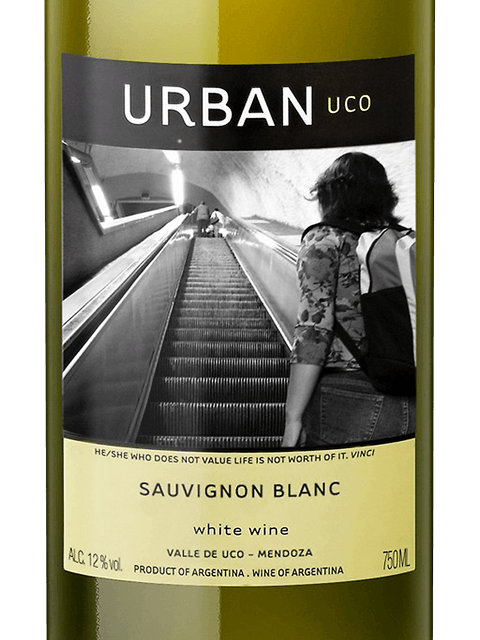 URBAN UCO
HE/SHE WHO DOES NOT VALUE LIFE IS NOT WORTH OF IT. VINCI
SAUVIGNON BLANC
white wine
VALLE DE UCO – MENDOZA
ALC. 12 % vol. 750 ML
PRODUCT OF ARGENTINA . WINE OF ARGENTINA